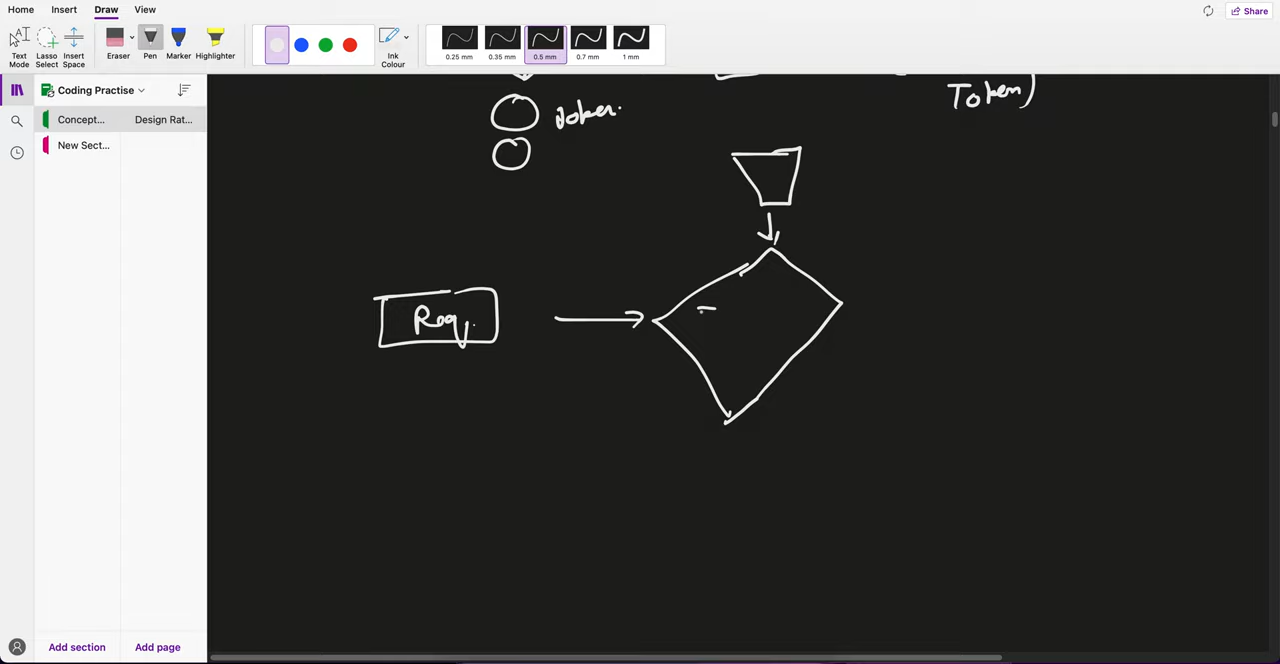 Home Insert Draw View
Share
Text Mode
Lasso Select
Insert Space
Eraser
Pen
Marker
Highlighter
Ink Colour
0.25 mm
0.35 mm
0.5 mm
0.7 mm
1 mm
Coding Practise
Concept...
Design Rat...
New Sect...
Token)
Token.
Req.
Add section
Add page